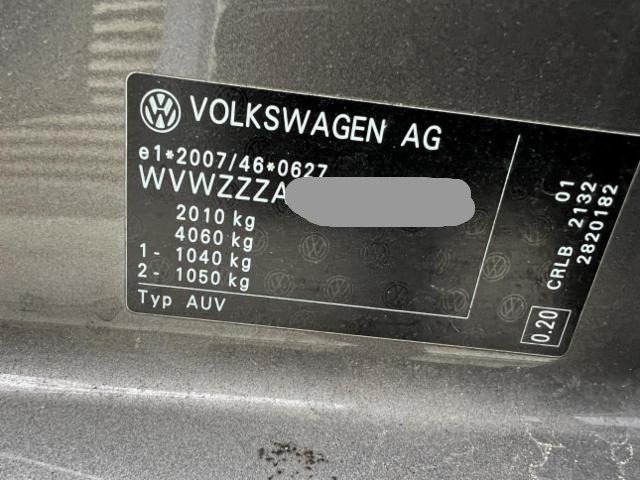 VOLKSWAGEN AG
e1*2007/46*0627
WVWZZZA
2010 kg
4060 kg
1 - 1040 kg
2 - 1050 kg
Typ AUV
01
CRLB 2132
2820182
0.20